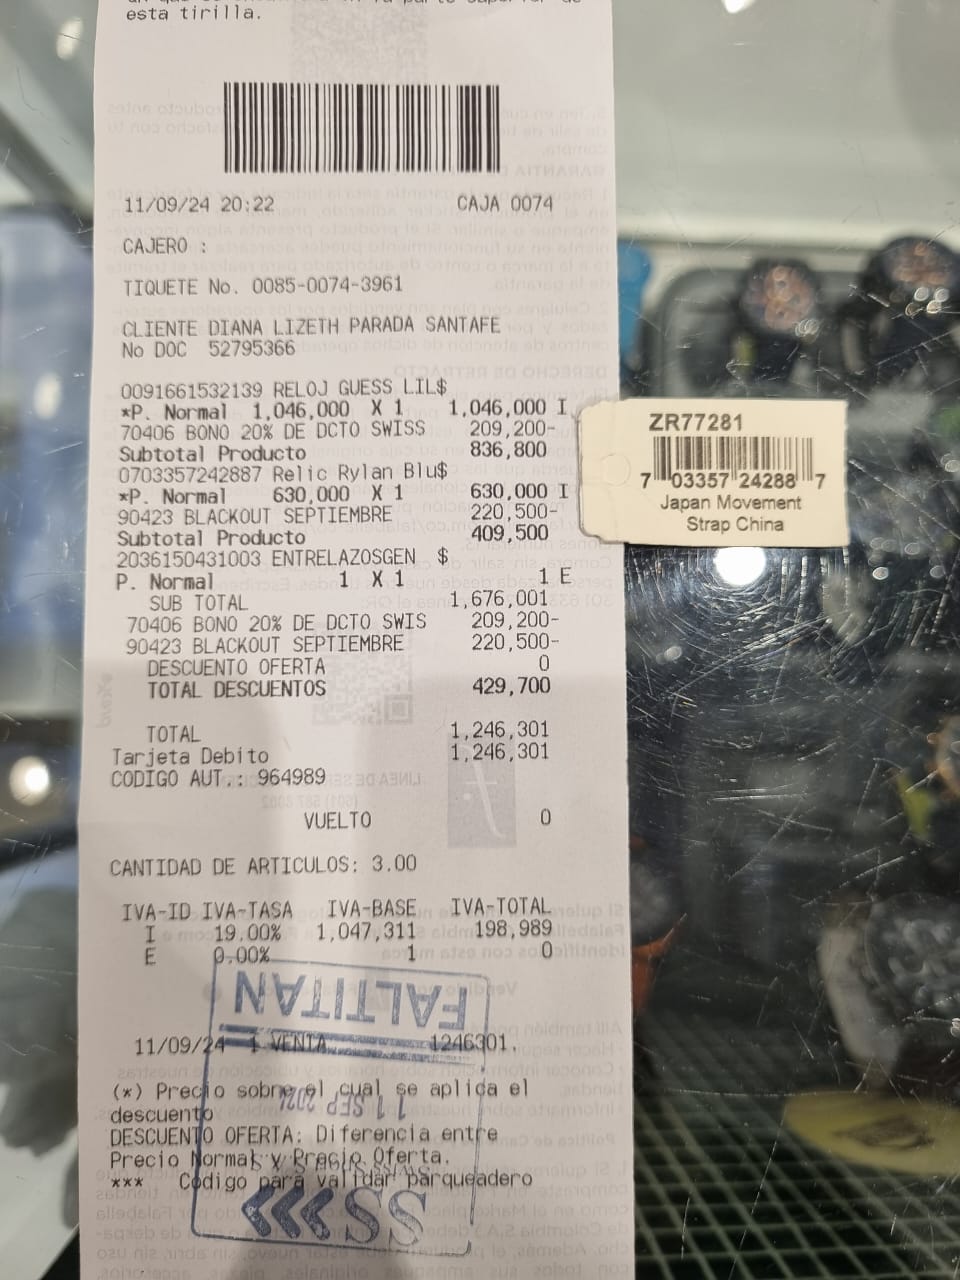 esta tirilla.
11/09/24 20:22 CAJA 0074
CAJERO :
TIQUETE No. 0085-0074-3961
CLIENTE DIANA LIZETH PARADA SANTAFE
No DOC 52795366
0091661532139 RELOJ GUESS LIL$
*P. Normal 1,046,000 X 1 1,046,000 I
70406 BONO 20% DE DCTO SWISS 209,200-
Subtotal Producto 836,800
0703357242887 Relic Rylan Blu$
*P. Normal 630,000 X 1 630,000 I
90423 BLACKOUT SEPTIEMBRE 220,500-
Subtotal Producto 409,500
2036150431003 ENTRELAZOSGEN $
P. Normal 1 X 1 1 E
SUB TOTAL 1,676,001
70406 BONO 20% DE DCTO SWIS 209,200-
90423 BLACKOUT SEPTIEMBRE 220,500-
DESCUENTO OFERTA 0
TOTAL DESCUENTOS 429,700
TOTAL 1,246,301
Tarjeta Debito 1,246,301
CODIGO AUT.: 964989
VUELTO 0
CANTIDAD DE ARTICULOS: 3.00
IVA-ID IVA-TASA IVA-BASE IVA-TOTAL
I 19.00% 1,047,311 198,989
E 0.00% 1 0
FALTITAN
11/09/24 1 VENTA 1246301.
11 SEP 2024
(*) Precio sobre el cual se aplica el
descuento
DESCUENTO OFERTA: Diferencia entre
Precio Normal y Precio Oferta.
*** Codigo para validar parqueadero
ZR77281
7 03357 24288 7
Japan Movement
Strap China